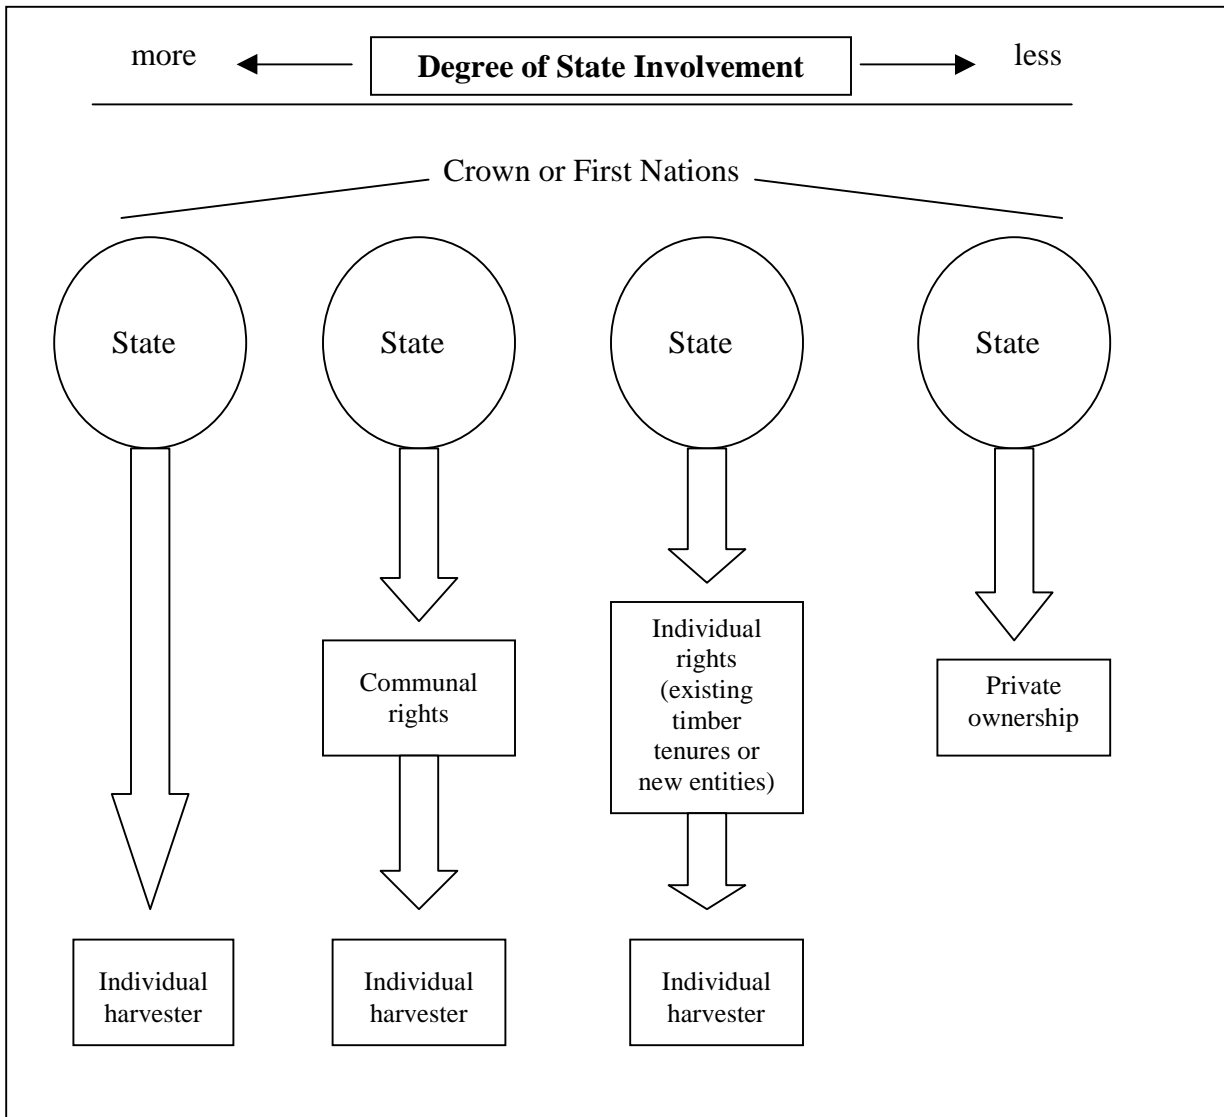 more
Degree of State Involvement
less
Crown or First Nations
State
State
State
State
Communal
rights
Individual
rights
(existing
timber
tenures or
new entities)
Private
ownership
Individual
harvester
Individual
harvester
Individual
harvester